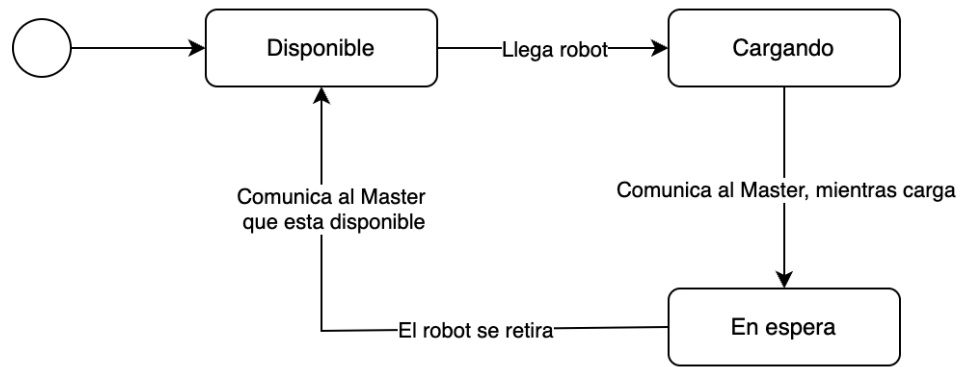 Disponible
Llega robot
Cargando
Comunica al Master
que esta disponible
Comunica al Master, mientras carga
El robot se retira
En espera